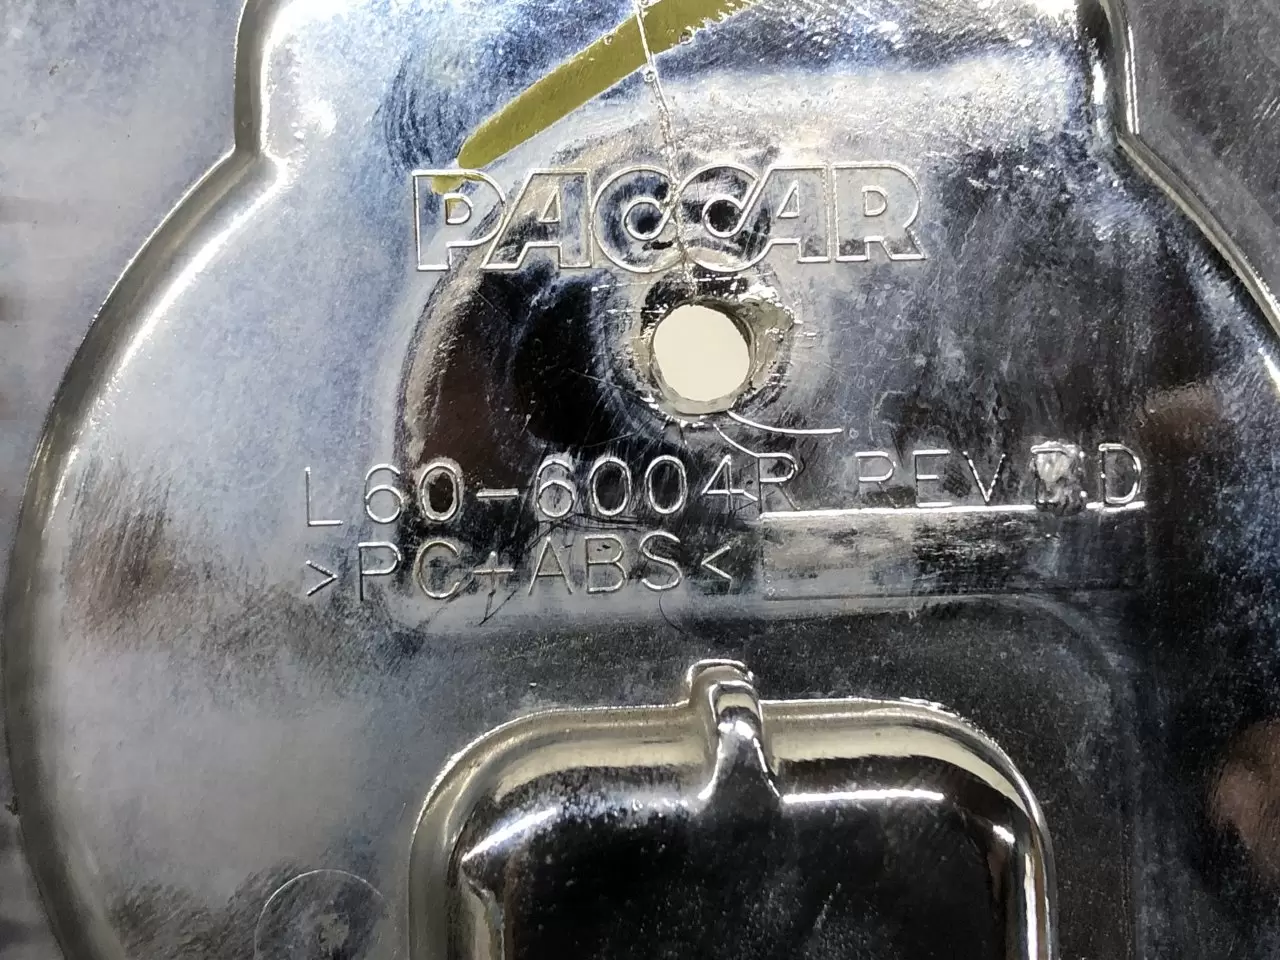 PACCAR
L60-6004R REV D
>PC+ABS<